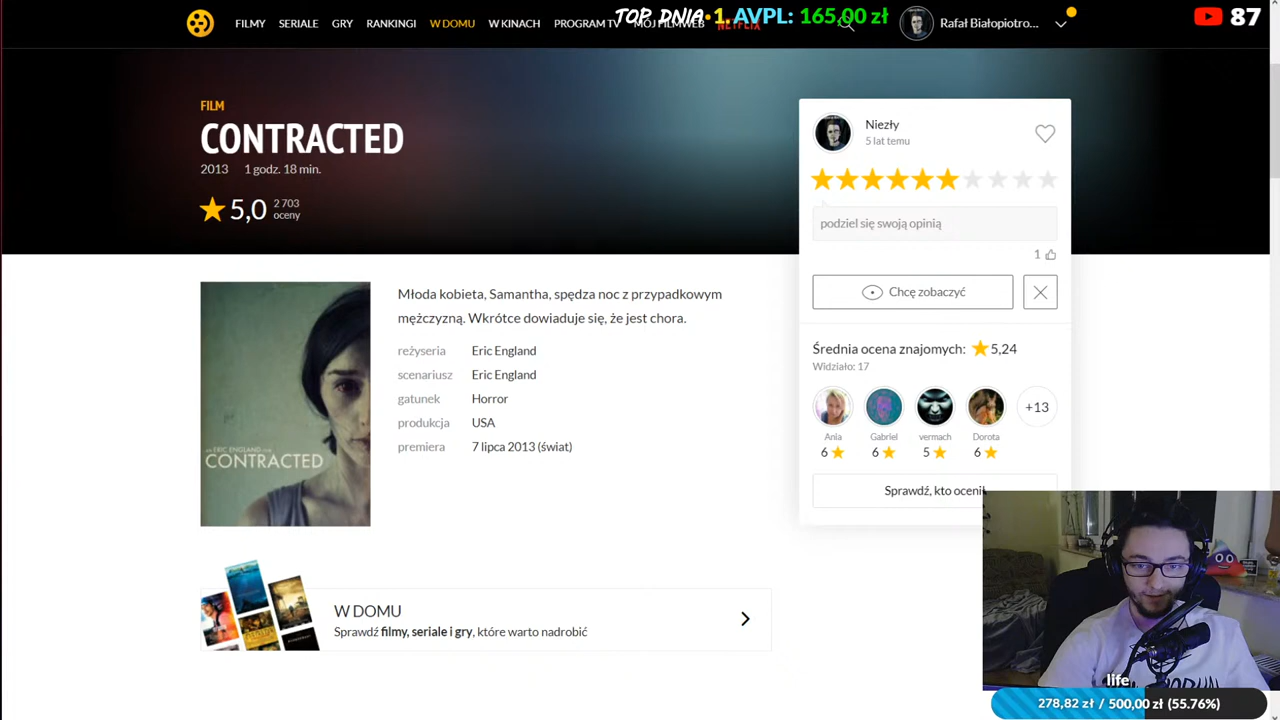 FILMY SERIALE GRY RANKINGI W DOMU W KINACH PROGRAM TV MÓJ FILMWEB NETFLIX
TOP DNIA • 1. AVPL: 165,00 zł
Rafał Białopiotro...
87
FILM
CONTRACTED
2013 1 godz. 18 min.
5,0 2 703
oceny
Niezły
5 lat temu
podziel się swoją opinią
1
Chcę zobaczyć
Średnia ocena znajomych: 5,24
Widziało: 17
+13
Ania Gabriel vermach Dorota
6 6 5 6
Sprawdź, kto ocenił
Młoda kobieta, Samantha, spędza noc z przypadkowym
mężczyzną. Wkrótce dowiaduje się, że jest chora.
reżyseria Eric England
scenariusz Eric England
gatunek Horror
produkcja USA
premiera 7 lipca 2013 (świat)
CONTRACTED
W DOMU
Sprawdź filmy, seriale i gry, które warto nadrobić
life
278,82 zł / 500,00 zł (55.76%)